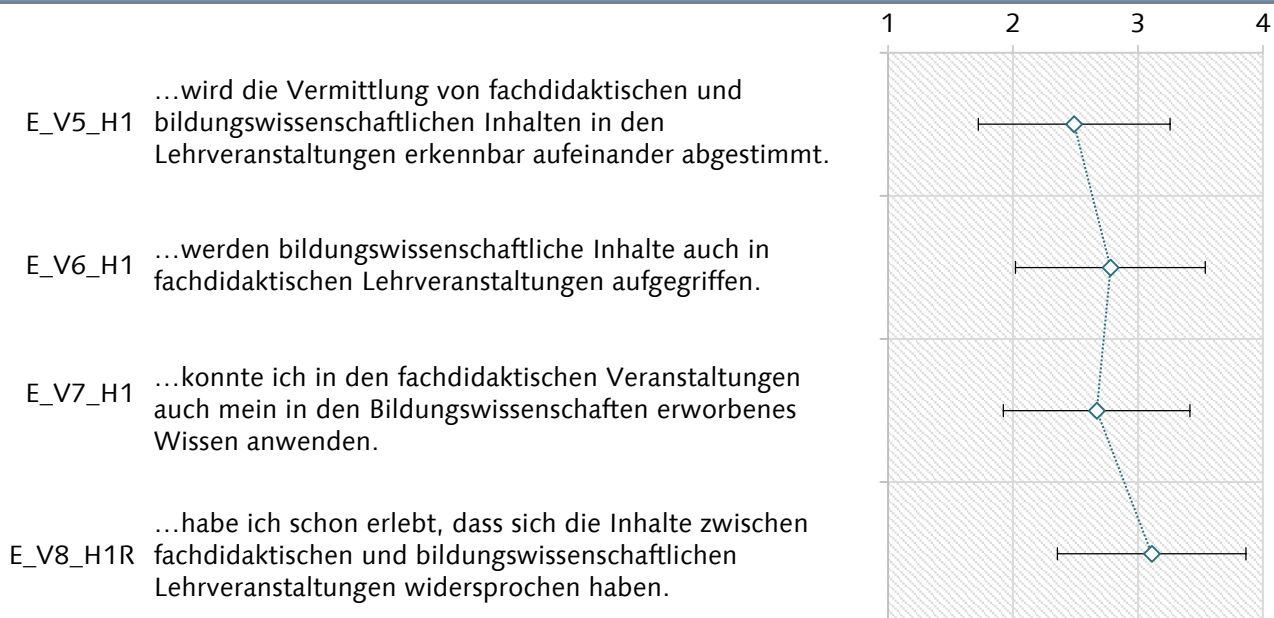 1 2 3 4
…wird die Vermittlung von fachdidaktischen und
E_V5_H1 bildungswissenschaftlichen Inhalten in den
Lehrveranstaltungen erkennbar aufeinander abgestimmt.
E_V6_H1 …werden bildungswissenschaftliche Inhalte auch in
fachdidaktischen Lehrveranstaltungen aufgegriffen.
E_V7_H1 …konnte ich in den fachdidaktischen Veranstaltungen
auch mein in den Bildungswissenschaften erworbenes
Wissen anwenden.
…habe ich schon erlebt, dass sich die Inhalte zwischen
E_V8_H1R fachdidaktischen und bildungswissenschaftlichen
Lehrveranstaltungen widersprochen haben.